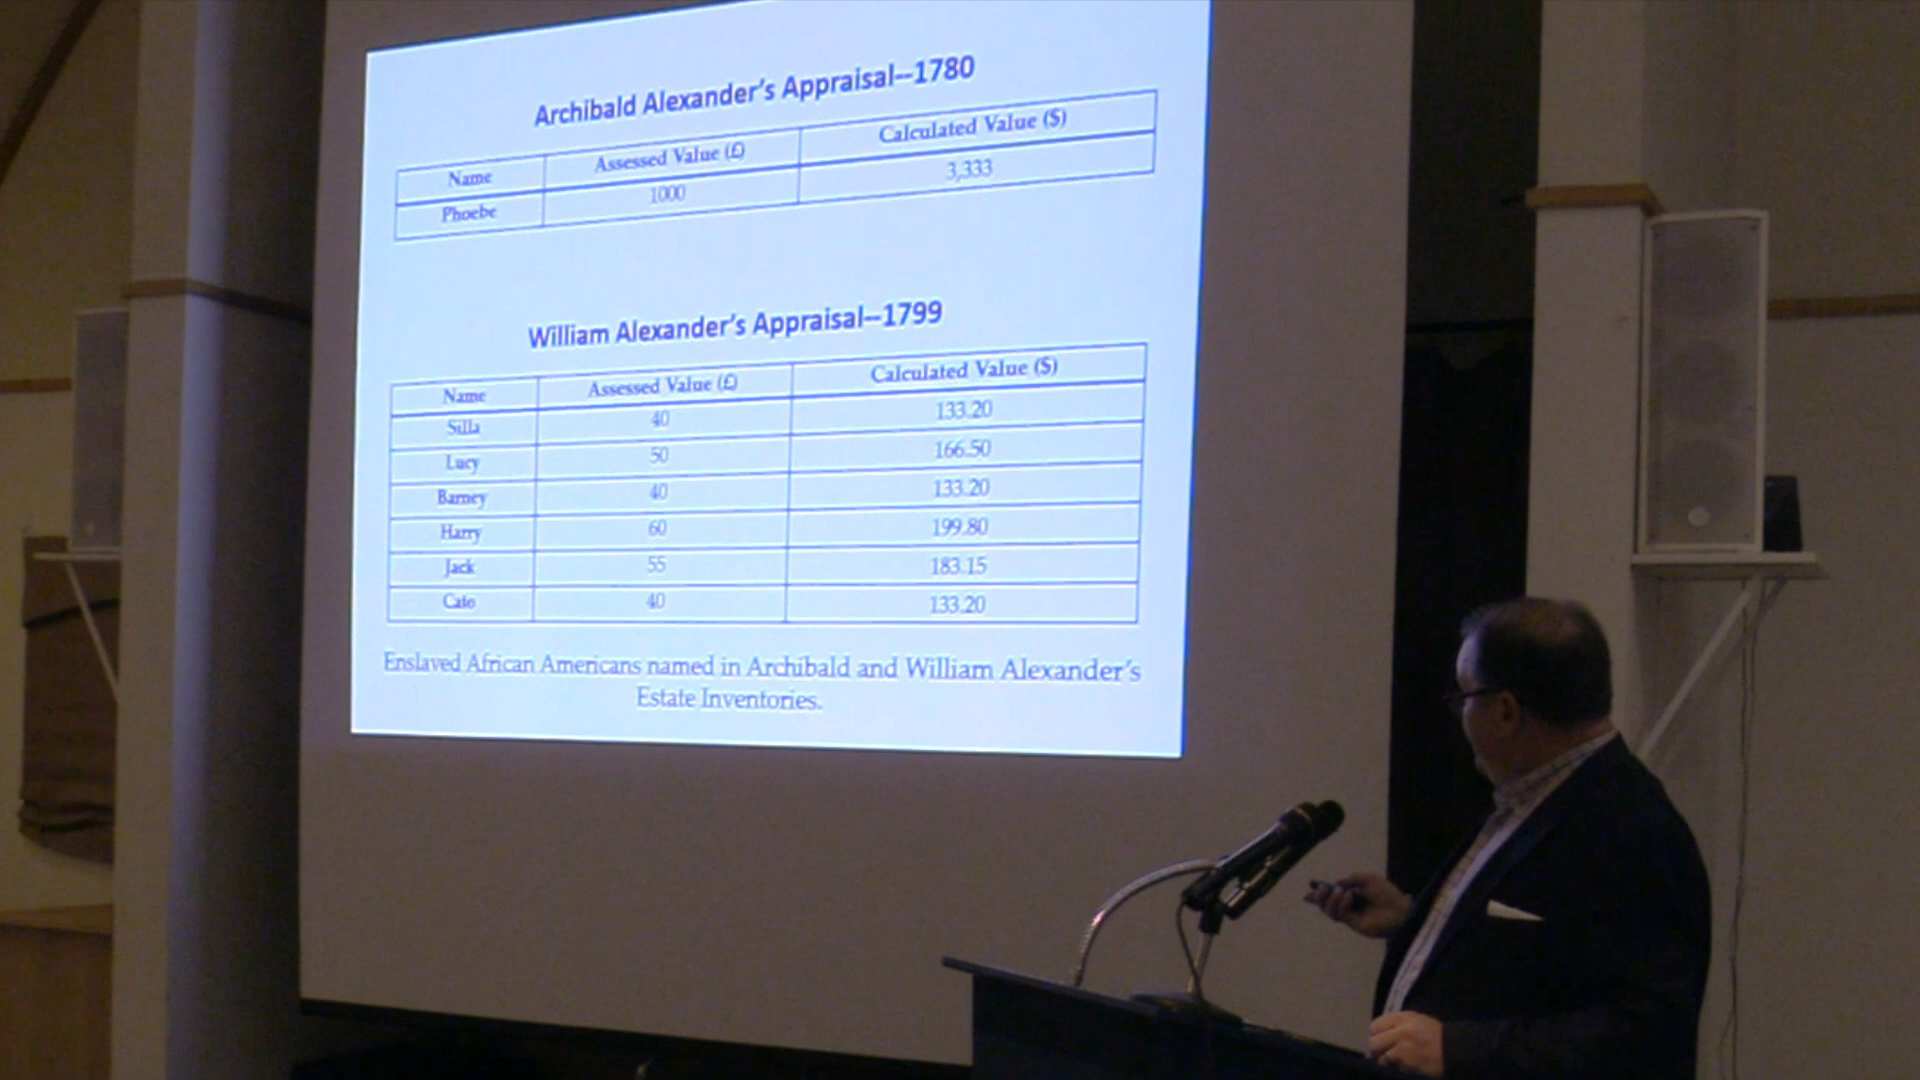 Archibald Alexander's Appraisal--1780
Name Assessed Value (£) Calculated Value ($)
Phoebe 1000 3,333
William Alexander's Appraisal--1799
Name Assessed Value (£) Calculated Value ($)
Silla 40 133.20
Lucy 50 166.50
Barney 40 133.20
Harry 60 199.80
Jack 55 183.15
Cato 40 133.20
Enslaved African Americans named in Archibald and William Alexander's
Estate Inventories.